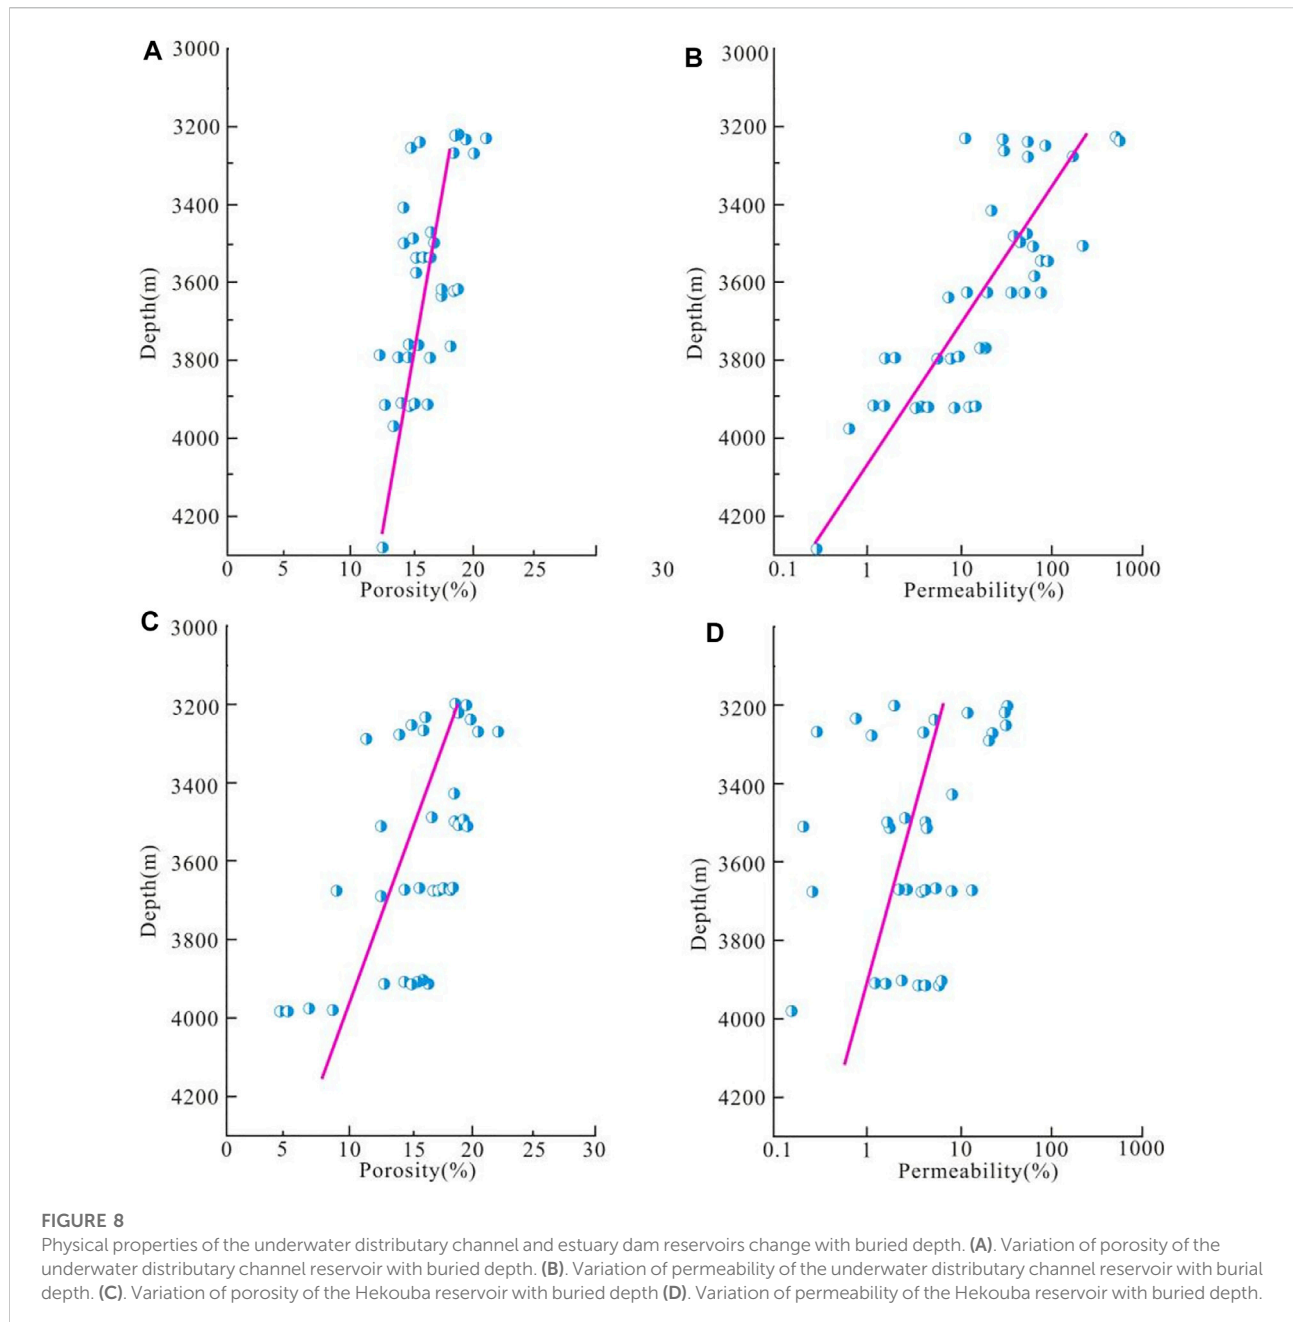 A
3000
3200
3400
3600
3800
4000
4200
Depth(m)
0 5 10 15 20 25 30
Porosity(%)
B
3000
3200
3400
3600
3800
4000
4200
Depth(m)
0.1 1 10 100 1000
Permeability(%)
C
3000
3200
3400
3600
3800
4000
4200
Depth(m)
0 5 10 15 20 25 30
Porosity(%)
D
3200
3400
3600
3800
4000
4200
Depth(m)
0.1 1 10 100 1000
Permeability(%)
FIGURE 8
Physical properties of the underwater distributary channel and estuary dam reservoirs change with buried depth. (A). Variation of porosity of the
underwater distributary channel reservoir with buried depth. (B). Variation of permeability of the underwater distributary channel reservoir with burial
depth. (C). Variation of porosity of the Hekouba reservoir with buried depth (D). Variation of permeability of the Hekouba reservoir with buried depth.